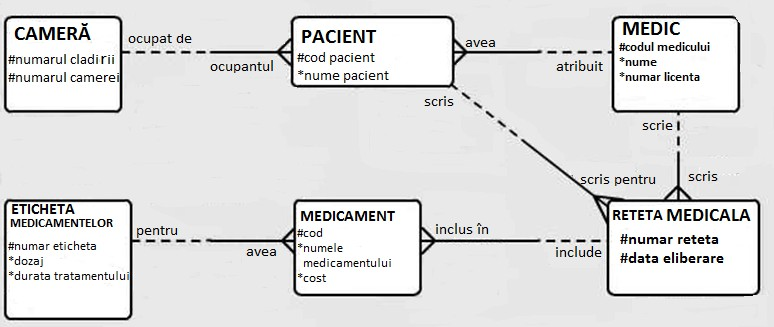 CAMERĂ
#numarul cladirii
#numarul camerei
ocupat de
ocupantul
PACIENT
#cod pacient
*nume pacient
avea
atribuit
MEDIC
#codul medicului
*nume
*numar licenta
scris
scris pentru
scrie
scris
ETICHETA
MEDICAMENTELOR
#numar eticheta
*dozaj
*durata tratamentului
pentru
avea
MEDICAMENT
#cod
*numele
medicamentului
*cost
inclus în
include
RETETA MEDICALA
#numar reteta
#data eliberare